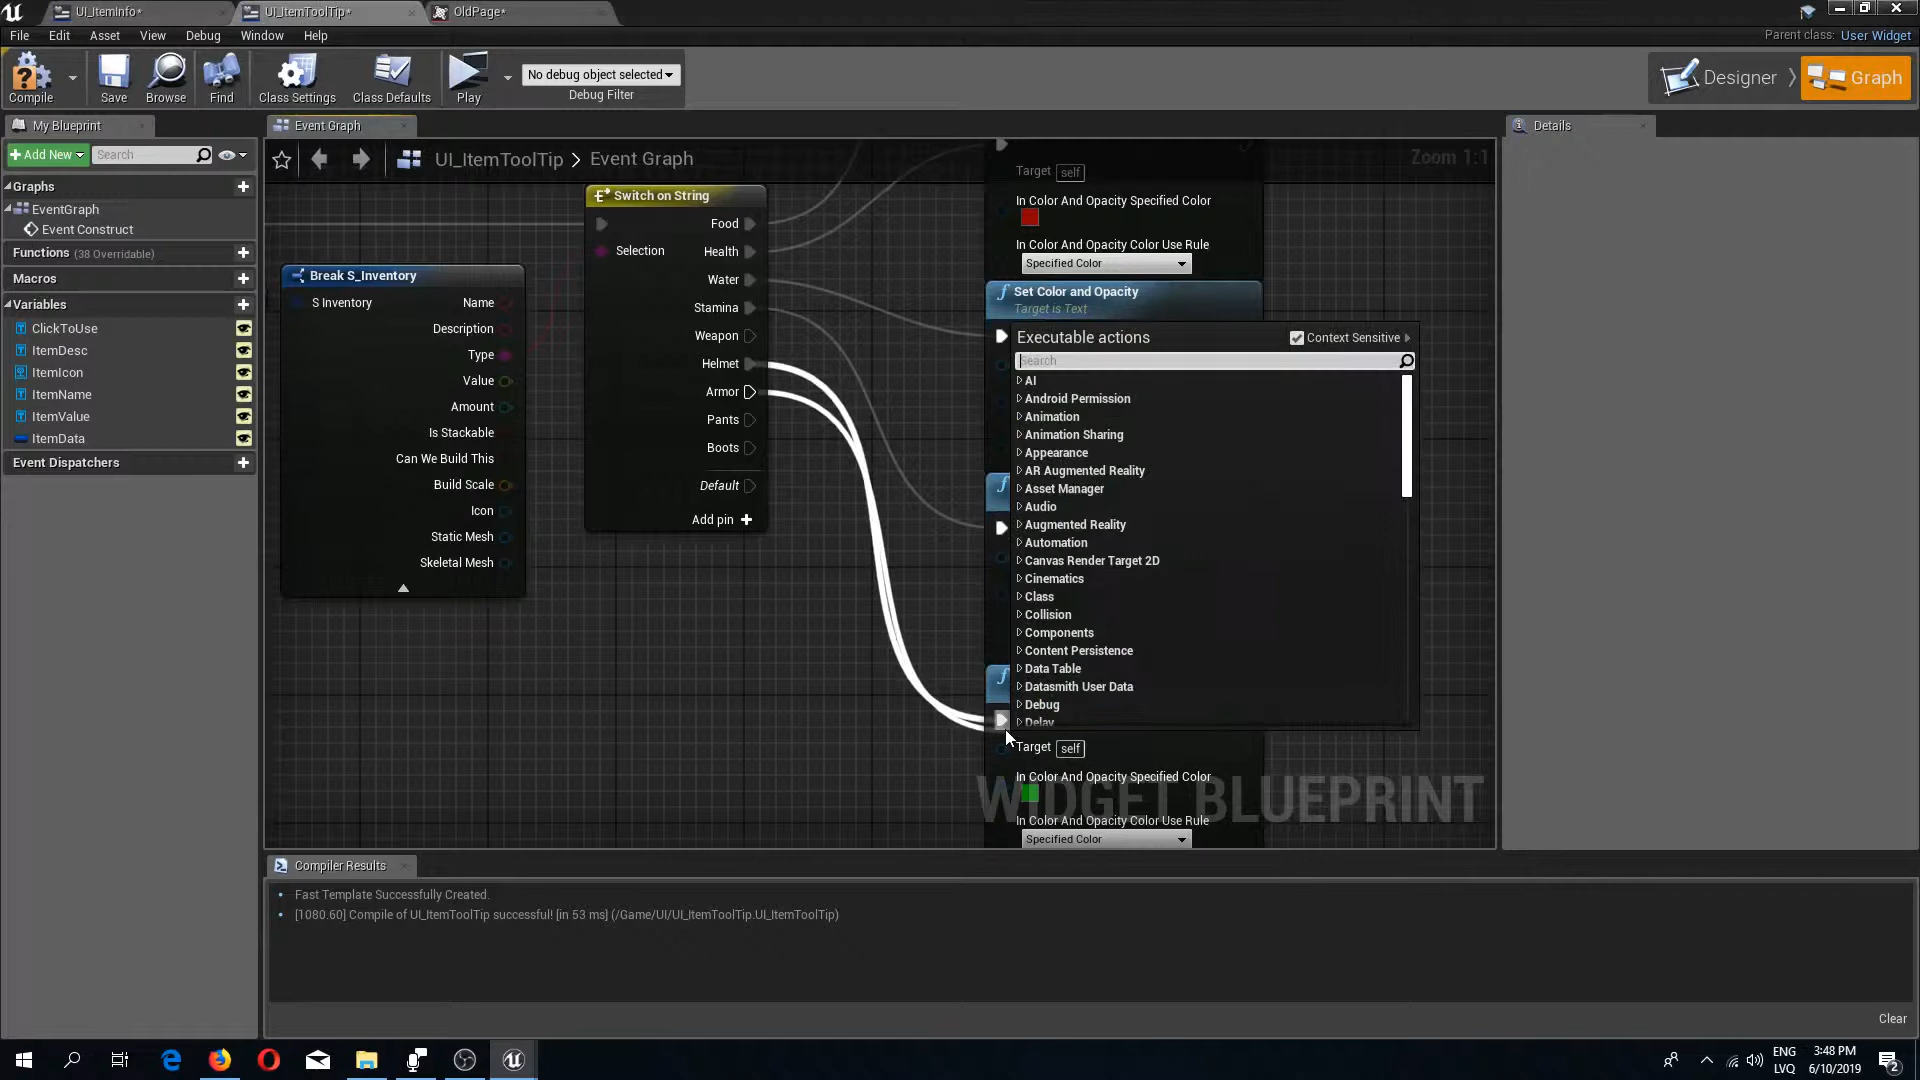 UI_ItemInfo*
UI_ItemToolTip*
OldPage*
File Edit Asset View Debug Window Help
Parent class: User Widget
Compile
Save
Browse
Find
Class Settings
Class Defaults
Play
No debug object selected
Debug Filter
Designer
Graph
My Blueprint
Event Graph
Details
Add New
Search
UI_ItemToolTip > Event Graph
Zoom 1:1
Graphs
EventGraph
Event Construct
Functions (38 Overridable)
Macros
Variables
ClickToUse
ItemDesc
ItemIcon
ItemName
ItemValue
ItemData
Event Dispatchers
Break S_Inventory
S Inventory
Name
Description
Type
Value
Amount
Is Stackable
Can We Build This
Build Scale
Icon
Static Mesh
Skeletal Mesh
Switch on String
Selection
Food
Health
Water
Stamina
Weapon
Helmet
Armor
Pants
Boots
Default
Add pin
Target self
In Color And Opacity Specified Color
In Color And Opacity Color Use Rule
Specified Color
Set Color and Opacity
Target is Text
Executable actions
Context Sensitive
Search
AI
Android Permission
Animation
Animation Sharing
Appearance
AR Augmented Reality
Asset Manager
Audio
Augmented Reality
Automation
Canvas Render Target 2D
Cinematics
Class
Collision
Components
Content Persistence
Data Table
Datasmith User Data
Debug
Delay
Target self
In Color And Opacity Specified Color
WIDGET BLUEPRINT
In Color And Opacity Color Use Rule
Specified Color
Compiler Results
Fast Template Successfully Created.
[1080.60] Compile of UI_ItemToolTip successful! [in 53 ms] (/Game/UI/UI_ItemToolTip.UI_ItemToolTip)
Clear
ENG
LVQ
3:48 PM
6/10/2019
2